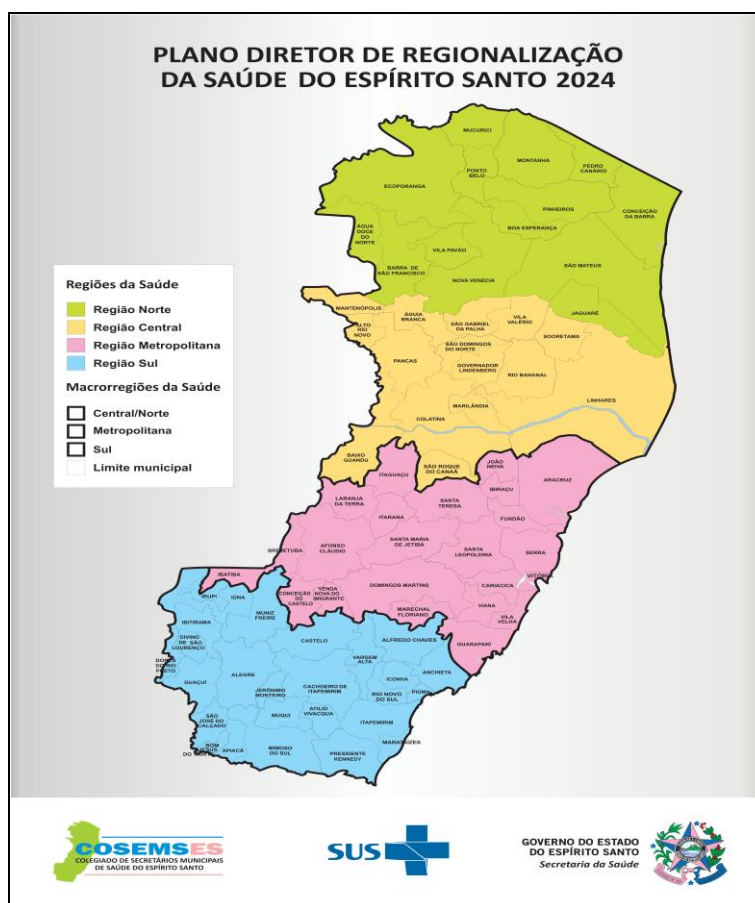 PLANO DIRETOR DE REGIONALIZAÇÃO
DA SAÚDE DO ESPÍRITO SANTO 2024
MUCURICI
MONTANHA
PEDRO
CANÁRIO
PONTO
BELO
ECOPORANGA
PINHEIROS
CONCEIÇÃO
DA BARRA
ÁGUA
DOCE DO
NORTE
BOA ESPERANÇA
VILA PAVÃO
BARRA DE
SÃO FRANCISCO
SÃO MATEUS
NOVA VENÉCIA
JAGUARÉ
Regiões da Saúde
Região Norte
Região Central
Região Metropolitana
Região Sul
Macrorregiões da Saúde
Central/Norte
Metropolitana
Sul
Limite municipal
MANTENÓPOLIS
ALTO
RIO
NOVO
ÁGUIA
BRANCA
SÃO GABRIEL
DA PALHA
VILA
VALÉRIO
SOORETAMA
SÃO DOMINGOS
DO NORTE
PANCAS
GOVERNADOR
LINDENBERG
RIO BANANAL
LINHARES
MARILÂNDIA
COLATINA
BAIXO
GUANDU
SÃO ROQUE
DO CANAÃ
ITAGUAÇU
JOÃO
NEIVA
ARACRUZ
IBIRAÇU
LARANJA
DA TERRA
ITARANA
SANTA
TERESA
FUNDÃO
SANTA MARIA
DE JETIBÁ
AFONSO
CLÁUDIO
BREJETUBA
SANTA
LEOPOLDINA
SERRA
IBATIBA
VITÓRIA
CARIACICA
DOMINGOS MARTINS
CONCEIÇÃO
DO
CASTELO
VENDA
NOVA DO
IMIGRANTE
VIANA
MARECHAL
FLORIANO
VILA
VELHA
GUARAPARI
IRUPI
IÚNA
MUNIZ
FREIRE
IBITIRAMA
DIVINO
DE SÃO
LOURENÇO
CASTELO
ALFREDO CHAVES
DORES
DO RIO
PRETO
GUAÇUÍ
ALEGRE
VARGEM
ALTA
ANCHIETA
ICONHA
JERÔNIMO
MONTEIRO
CACHOEIRO DE
ITAPEMIRIM
RIO NOVO
DO SUL
PIÚMA
SÃO
JOSÉ DO
CALÇADO
MUQUI
ATILIO
VIVACQUA
ITAPEMIRIM
BOM
JESUS
DO NORTE
APIACÁ
MIMOSO
DO SUL
PRESIDENTE
KENNEDY
MARATAÍZES
COSEMSES
COLEGIADO DE SECRETÁRIOS MUNICIPAIS
DE SAÚDE DO ESPÍRITO SANTO
SUS
GOVERNO DO ESTADO
DO ESPÍRITO SANTO
Secretaria da Saúde